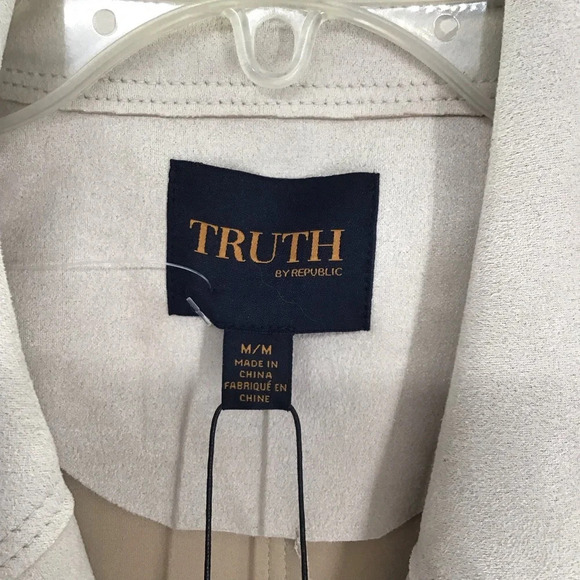 TRUTH
BY REPUBLIC
M/M
MADE IN
CHINA
FABRIQUÉ EN
CHINE